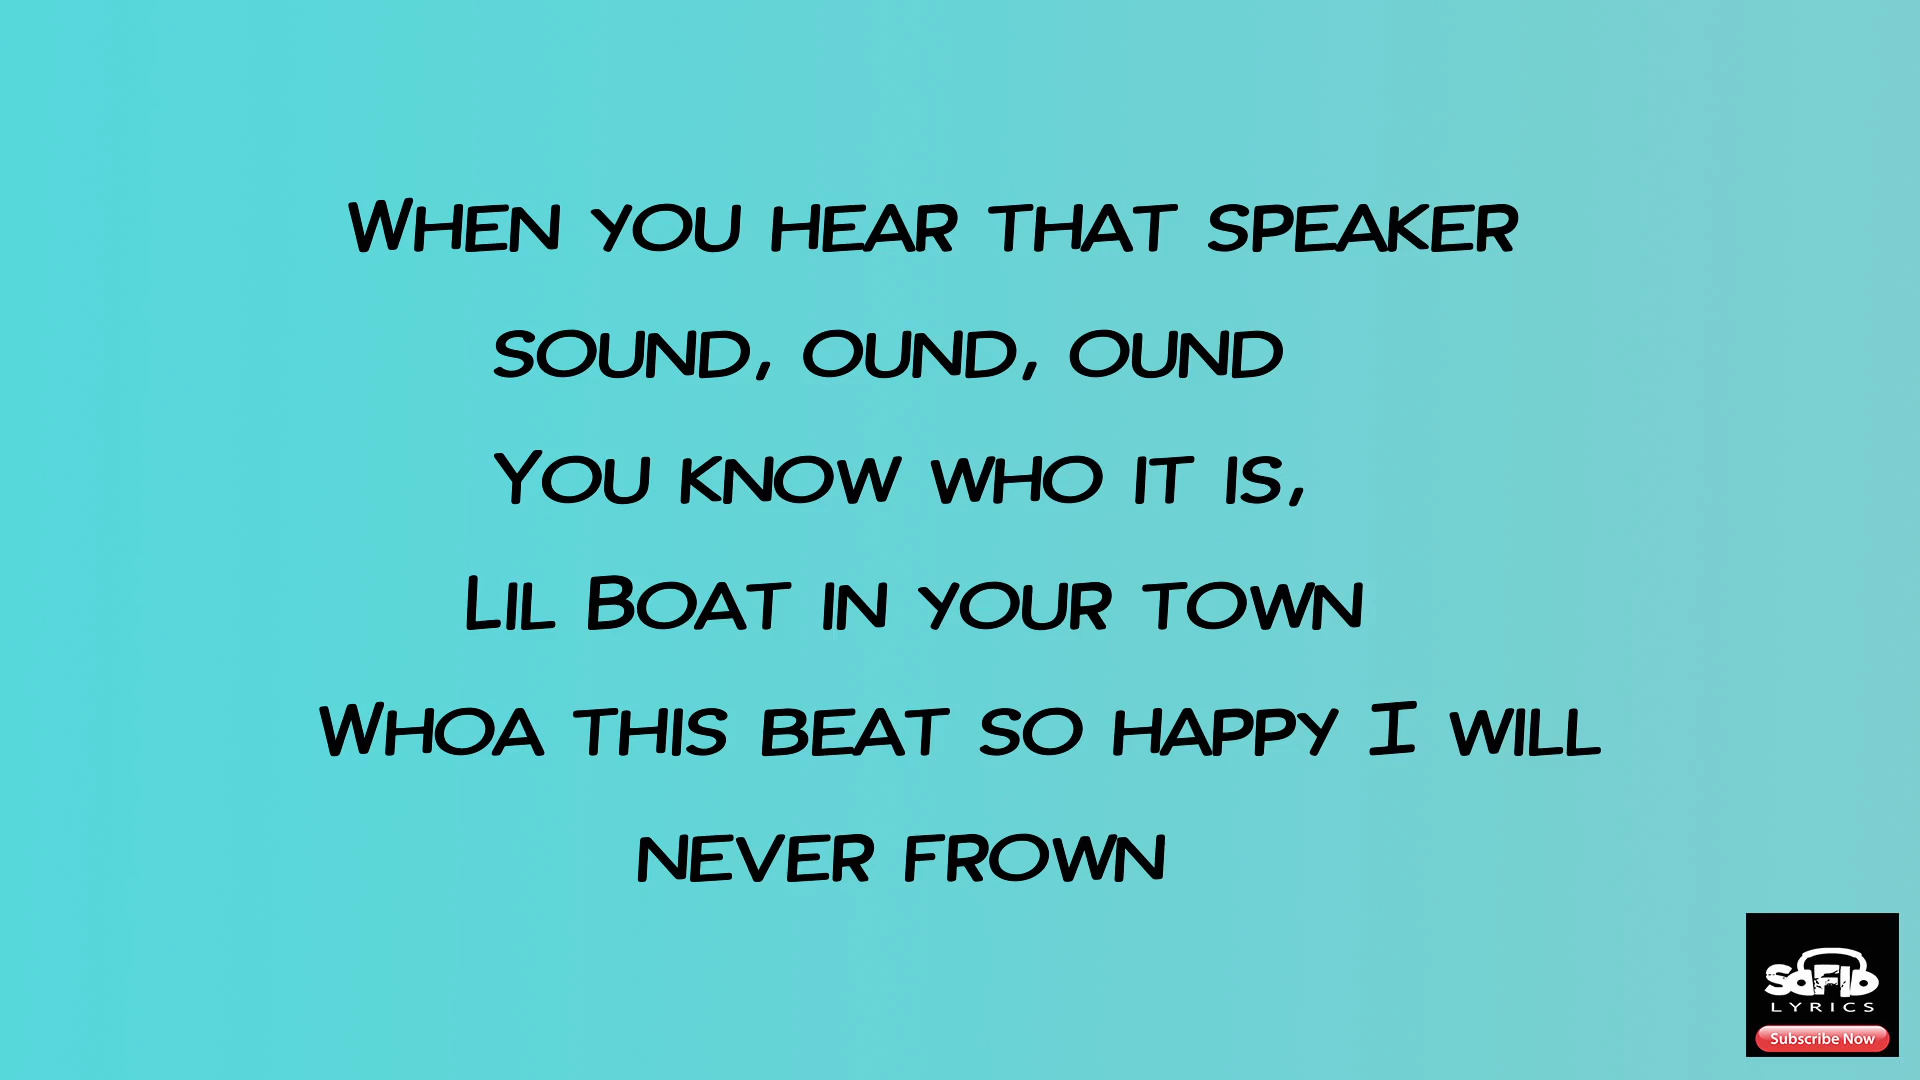 When you hear that speaker
sound, ound, ound
You know who it is,
Lil Boat in your town
Whoa this beat so happy I will
never frown
SaFlo
LYRICS
Subscribe Now